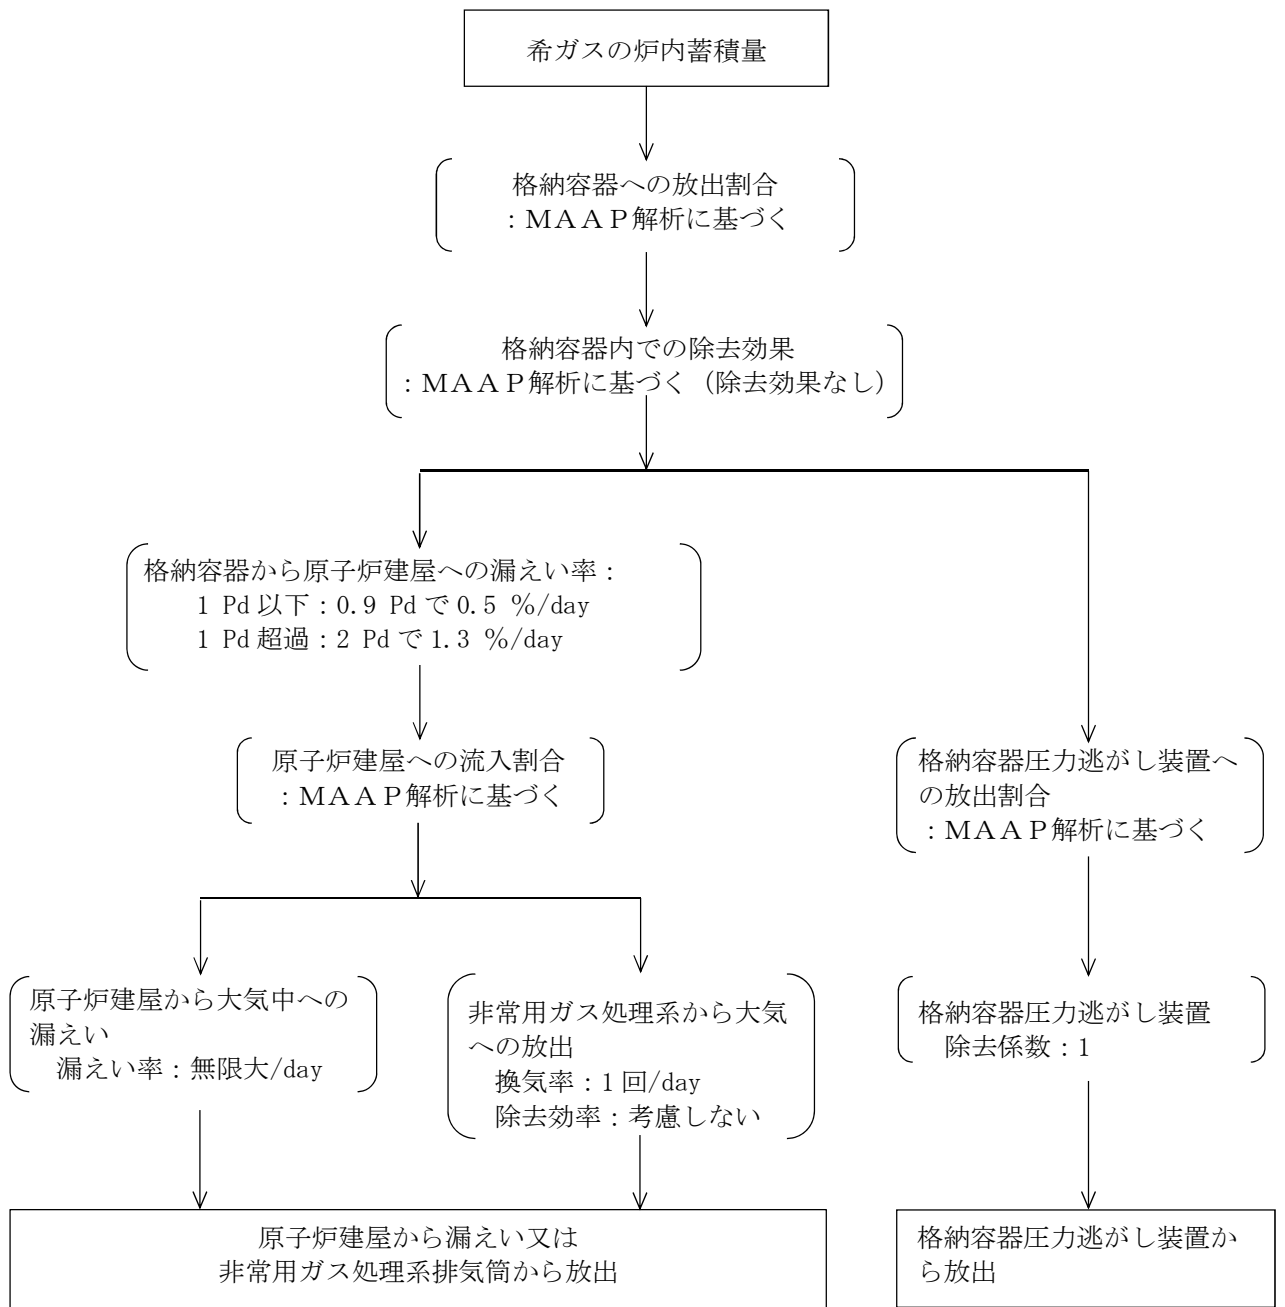 希ガスの炉内蓄積量
格納容器への放出割合
：ＭＡＡＰ解析に基づく
格納容器内での除去効果
：ＭＡＡＰ解析に基づく（除去効果なし）
格納容器から原子炉建屋への漏えい率：
1 Pd 以下：0.9 Pd で 0.5 %/day
1 Pd 超過：2 Pd で 1.3 %/day
原子炉建屋への流入割合
：ＭＡＡＰ解析に基づく
格納容器圧力逃がし装置へ
の放出割合
：ＭＡＡＰ解析に基づく
原子炉建屋から大気中への
漏えい
漏えい率：無限大/day
非常用ガス処理系から大気
への放出
換気率：1 回/day
除去効率：考慮しない
格納容器圧力逃がし装置
除去係数：1
原子炉建屋から漏えい又は
非常用ガス処理系排気筒から放出
格納容器圧力逃がし装置か
ら放出